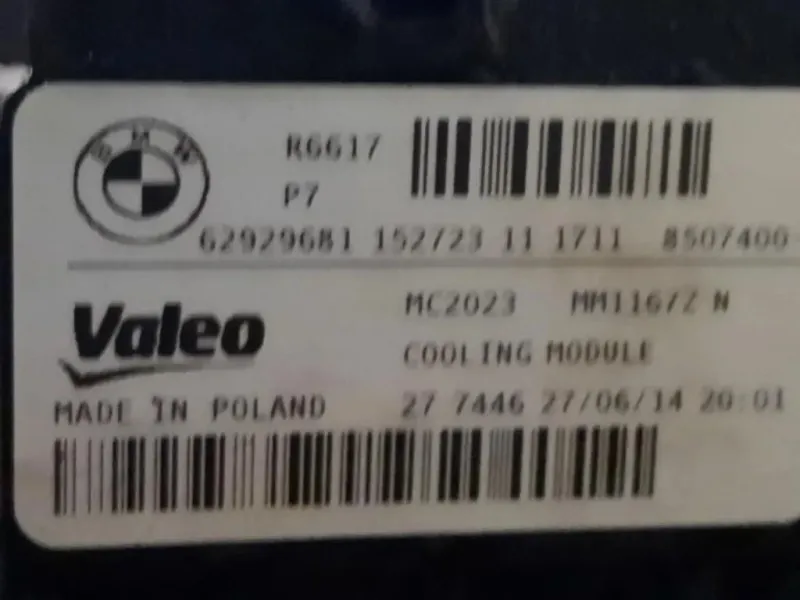 BMW
R6617
P7
62929681 152723 11 1711 8507400
Valeo
MC2023 MM1167Z N
COOLING MODULE
MADE IN POLAND 27 7446 27/06/14 20:01